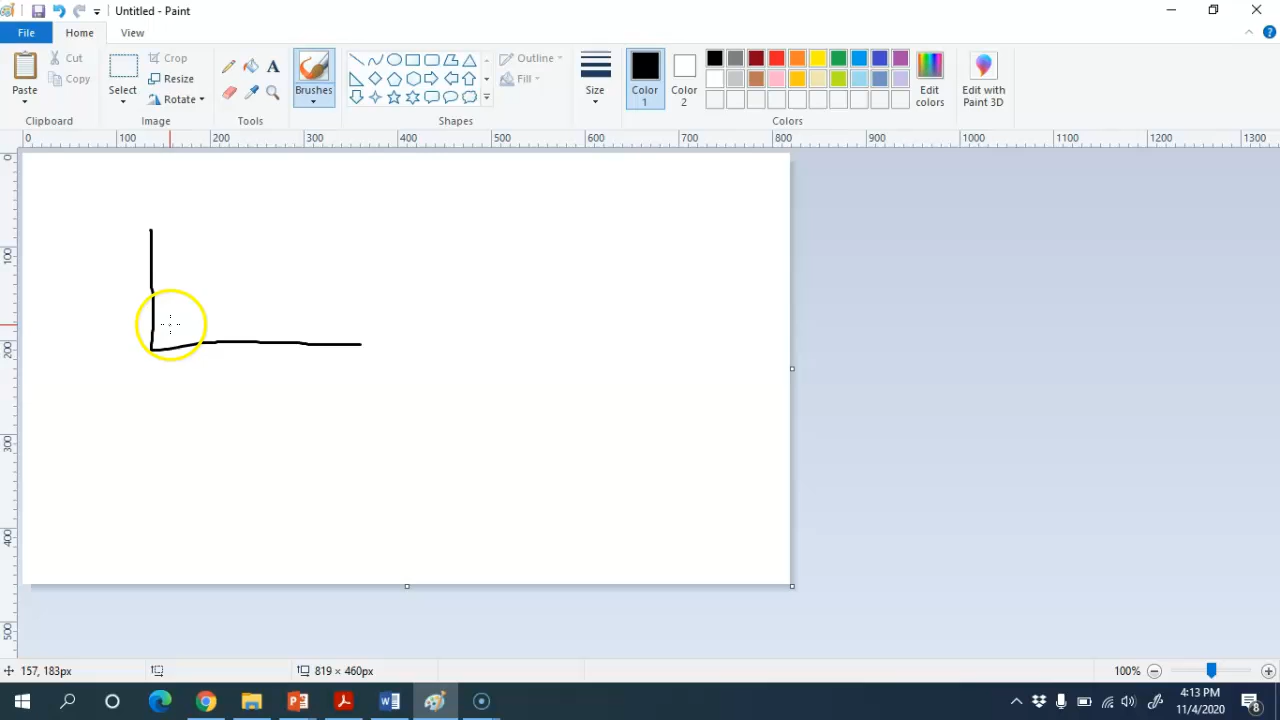 Untitled - Paint
File Home View
Paste
Cut
Copy
Clipboard
Select
Crop
Resize
Rotate
Image
A
Tools
Brushes
Outline
Fill
Shapes
Size
Color 1
Color 2
Edit colors
Colors
Edit with Paint 3D
0 100 200 300 400 500 600 700 800 900 1000 1100 1200 1300
0
100
200
300
400
500
157, 183px
819 × 460px
100%
4:13 PM
11/4/2020
8